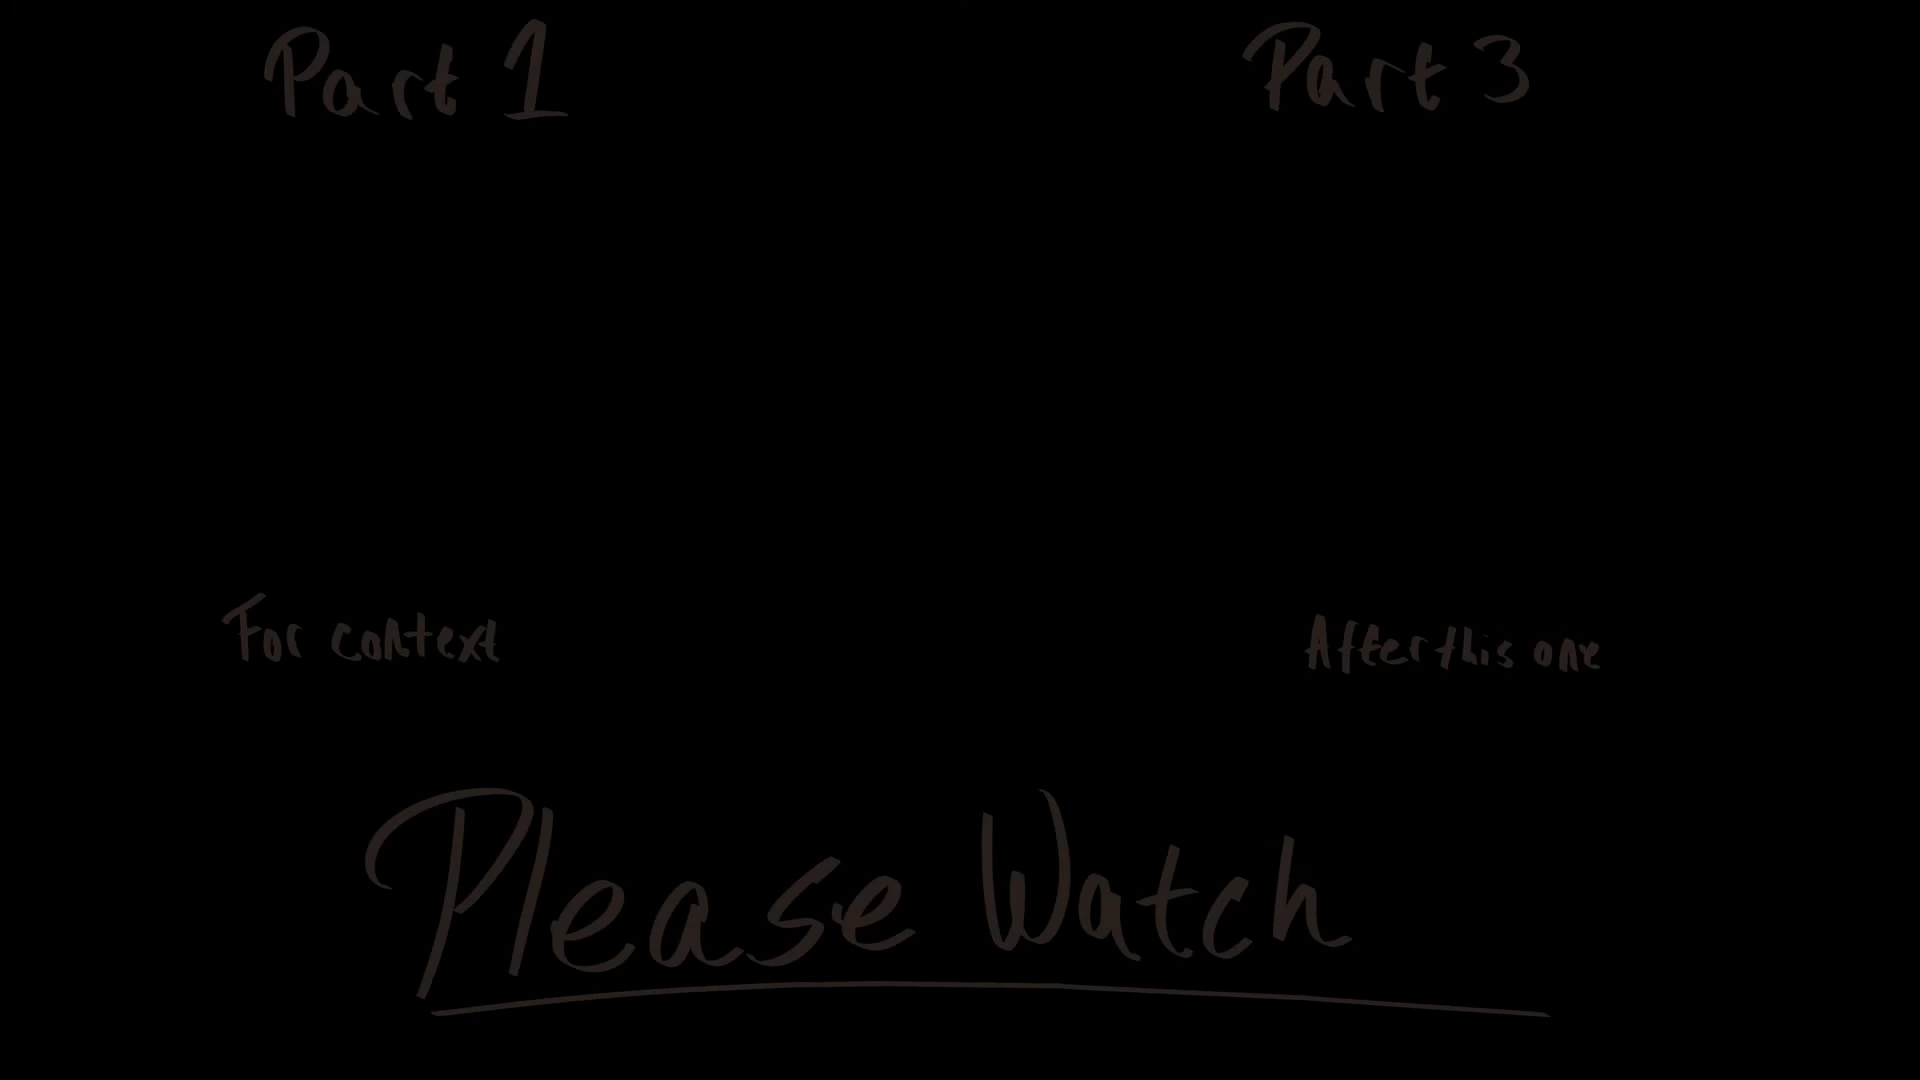 Part 1
Part 3
For context
After this one
Please Watch